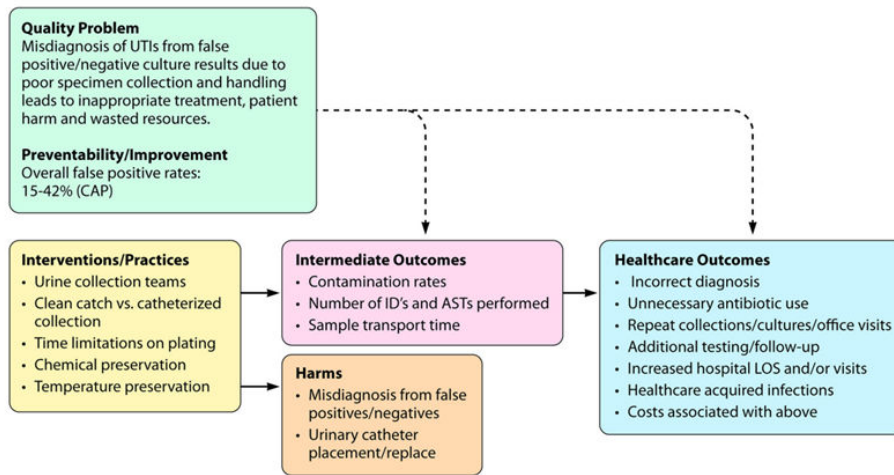 Quality Problem
Misdiagnosis of UTIs from false
positive/negative culture results due to
poor specimen collection and handling
leads to inappropriate treatment, patient
harm and wasted resources.
Preventability/Improvement
Overall false positive rates:
15-42% (CAP)
Interventions/Practices
• Urine collection teams
• Clean catch vs. catheterized
collection
• Time limitations on plating
• Chemical preservation
• Temperature preservation
Intermediate Outcomes
• Contamination rates
• Number of ID's and ASTs performed
• Sample transport time
Harms
• Misdiagnosis from false
positives/negatives
• Urinary catheter
placement/replace
Healthcare Outcomes
• Incorrect diagnosis
• Unnecessary antibiotic use
• Repeat collections/cultures/office visits
• Additional testing/follow-up
• Increased hospital LOS and/or visits
• Healthcare acquired infections
• Costs associated with above